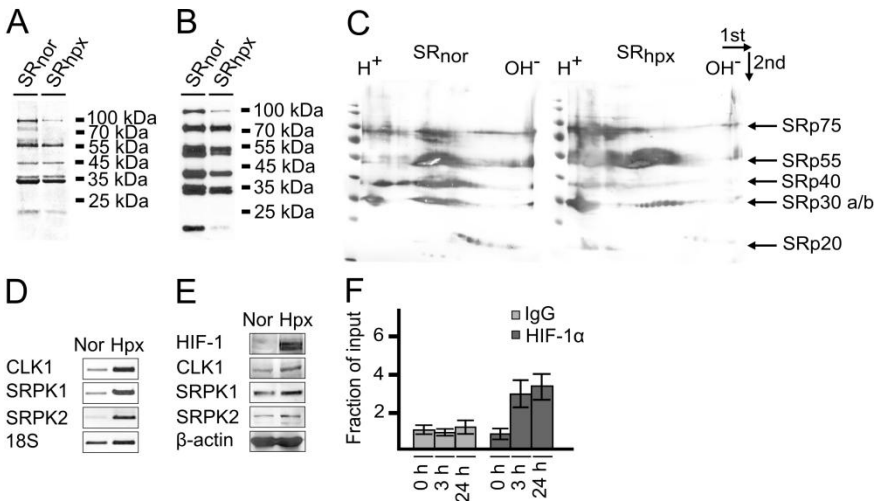 A
SRnor
SRhpx
100 kDa
70 kDa
55 kDa
45 kDa
35 kDa
25 kDa
B
SRnor
SRhpx
100 kDa
70 kDa
55 kDa
45 kDa
35 kDa
25 kDa
C
1st
2nd
H+ SRnor OH-
H+ SRhpx OH-
SRp75
SRp55
SRp40
SRp30 a/b
SRp20
D
Nor Hpx
CLK1
SRPK1
SRPK2
18S
E
Nor Hpx
HIF-1
CLK1
SRPK1
SRPK2
β-actin
F
IgG
HIF-1α
Fraction of input
6
4
2
0 h
3 h
24 h
0 h
3 h
24 h